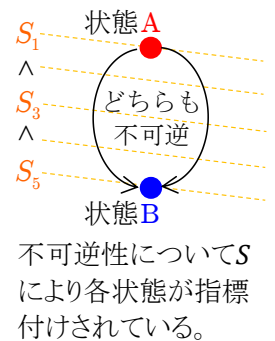 状態A
S₁
∧
S₃
∧
S₅
どちらも
不可逆
状態B
不可逆性についてS
により各状態が指標
付けされている。